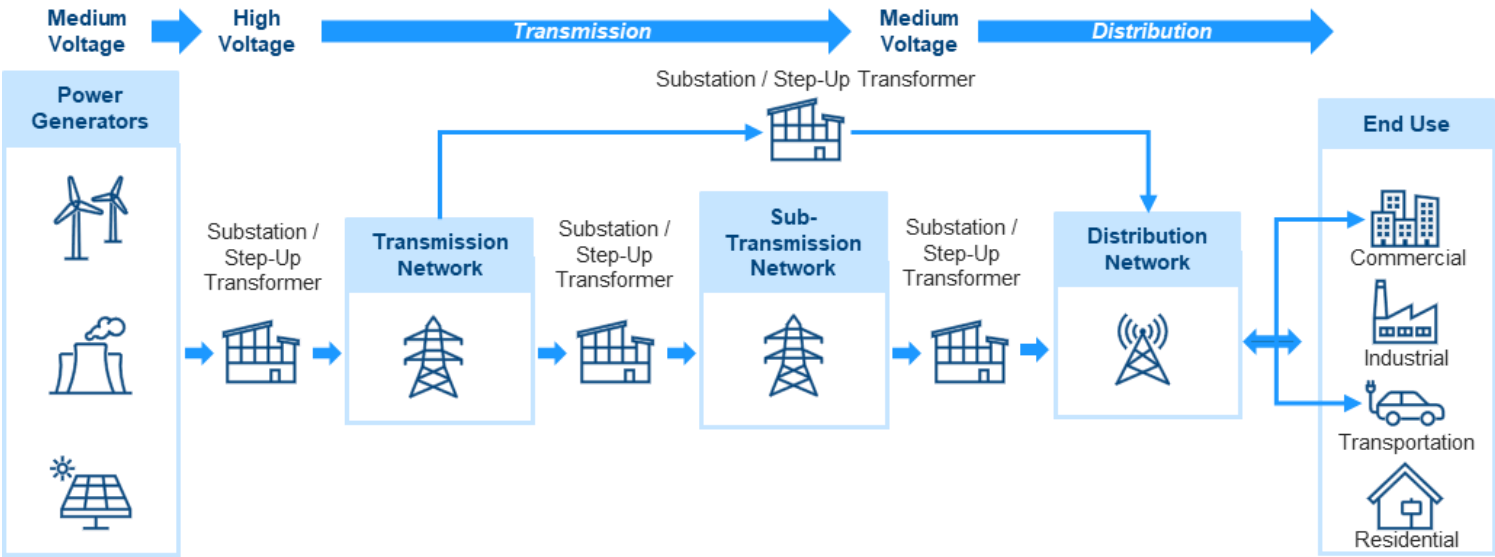 Medium
Voltage
High
Voltage
Transmission
Medium
Voltage
Distribution
Substation / Step-Up Transformer
Power
Generators
End Use
Substation /
Step-Up
Transformer
Transmission
Network
Substation /
Step-Up
Transformer
Sub-
Transmission
Network
Substation /
Step-Up
Transformer
Distribution
Network
Commercial
Industrial
Transportation
Residential